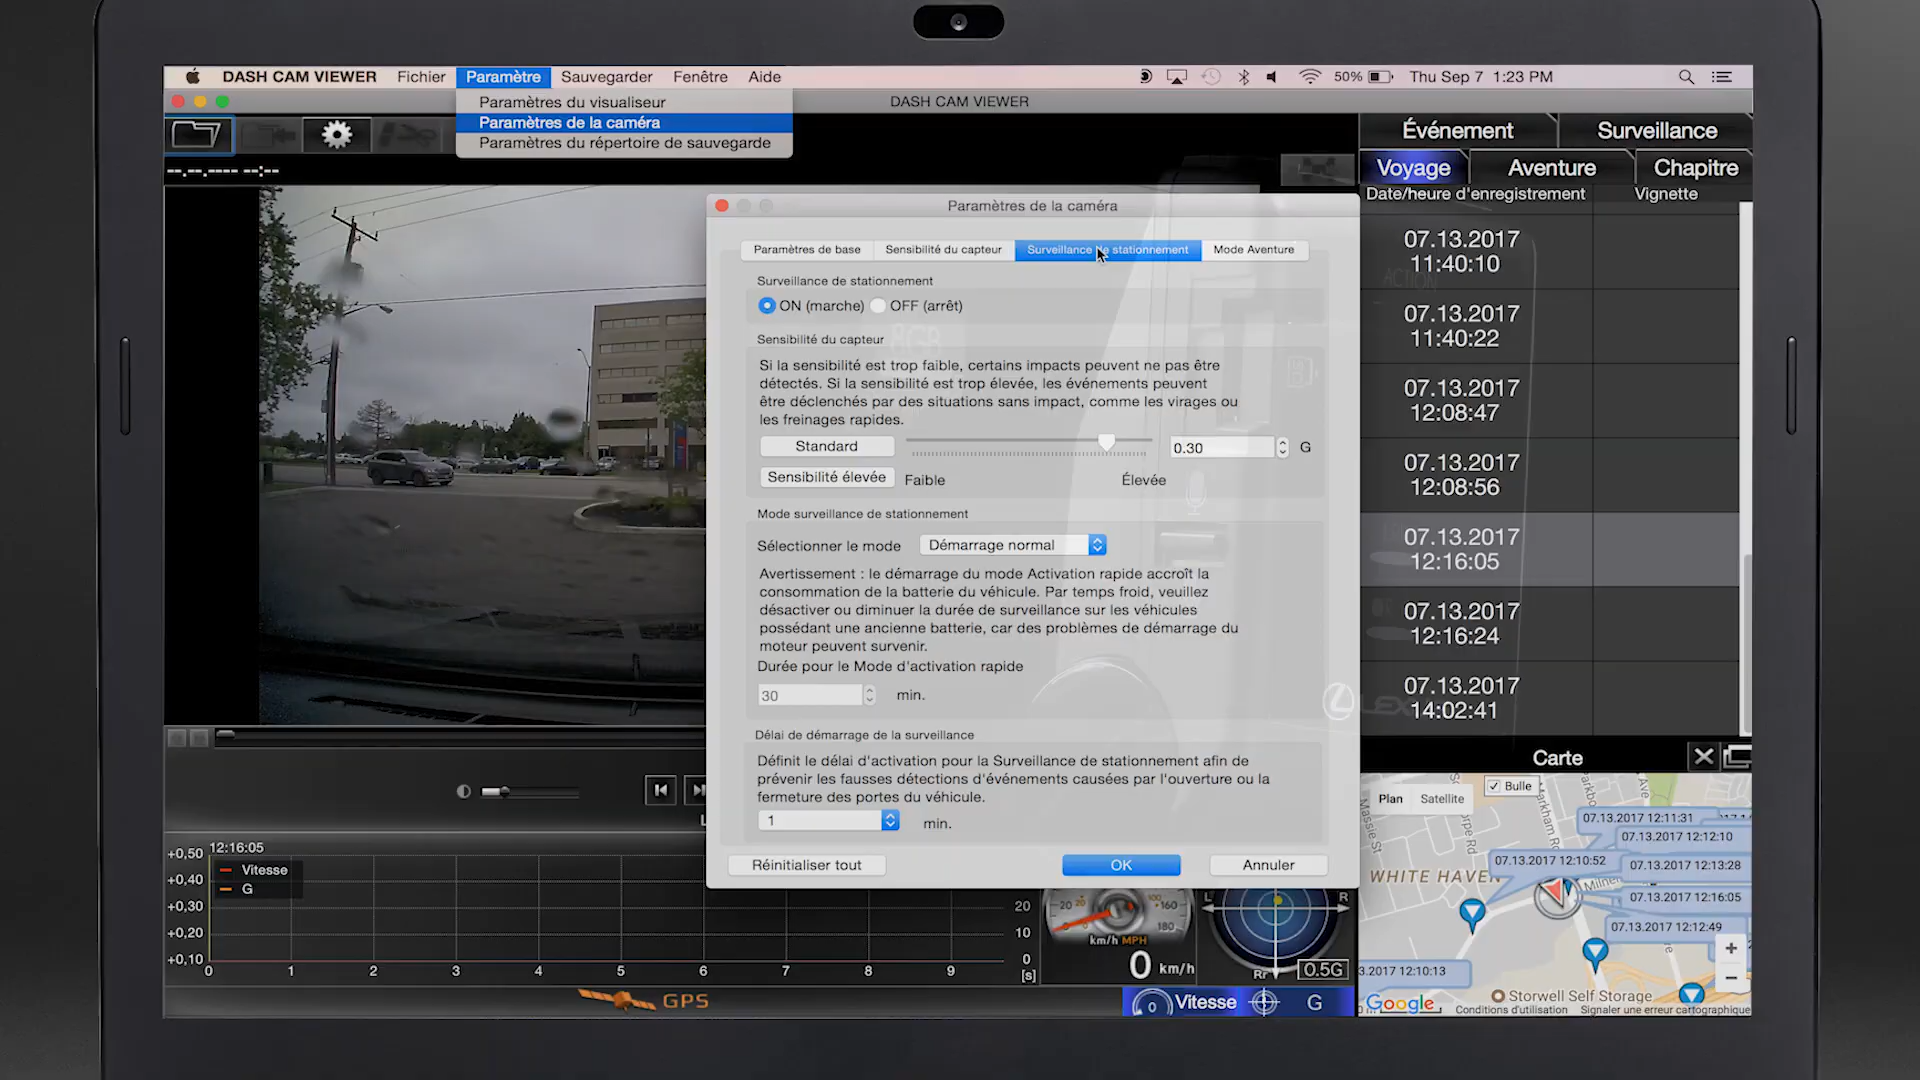 DASH CAM VIEWER Fichier Paramètre Sauvegarder Fenêtre Aide 50% Thu Sep 7 1:23 PM
Paramètres du visualiseur
Paramètres de la caméra
Paramètres du répertoire de sauvegarde
DASH CAM VIEWER
--.--.---- --:--
Événement Surveillance
Voyage Aventure Chapitre
Date/heure d'enregistrement Vignette
07.13.2017
11:40:10
07.13.2017
11:40:22
07.13.2017
12:08:47
07.13.2017
12:08:56
07.13.2017
12:16:05
07.13.2017
12:16:24
07.13.2017
14:02:41
Paramètres de la caméra
Paramètres de base Sensibilité du capteur Surveillance de stationnement Mode Aventure
Surveillance de stationnement
ON (marche) OFF (arrêt)
Sensibilité du capteur
Si la sensibilité est trop faible, certains impacts peuvent ne pas être
détectés. Si la sensibilité est trop élevée, les événements peuvent
être déclenchés par des situations sans impact, comme les virages ou
les freinages rapides.
Standard 0.30 G
Sensibilité élevée Faible Élevée
Mode surveillance de stationnement
Sélectionner le mode Démarrage normal
Avertissement : le démarrage du mode Activation rapide accroît la
consommation de la batterie du véhicule. Par temps froid, veuillez
désactiver ou diminuer la durée de surveillance sur les véhicules
possédant une ancienne batterie, car des problèmes de démarrage du
moteur peuvent survenir.
Durée pour le Mode d'activation rapide
30 min.
Délai de démarrage de la surveillance
Définit le délai d'activation pour la Surveillance de stationnement afin de
prévenir les fausses détections d'événements causées par l'ouverture ou la
fermeture des portes du véhicule.
1 min.
Réinitialiser tout OK Annuler
12:16:05
Vitesse
G
+0,50
+0,40
+0,30
+0,20
+0,10
0 1 2 3 4 5 6 7 8 9 [s]
20
10
0
20 20 100 160
180
km/h MPH
0 km/h
L R
Rr 0.5G
GPS
Vitesse G
Carte
Plan Satellite Bulle
07.13.2017 12:11:31
07.13.2017 12:12:10
07.13.2017 12:10:52
07.13.2017 12:13:28
07.13.2017 12:16:05
07.13.2017 12:12:49
3.2017 12:10:13
WHITE HAVEN
Massie St
Markham Rd
Milner
+
−
Storwell Self Storage
Google Conditions d'utilisation Signaler une erreur cartographique